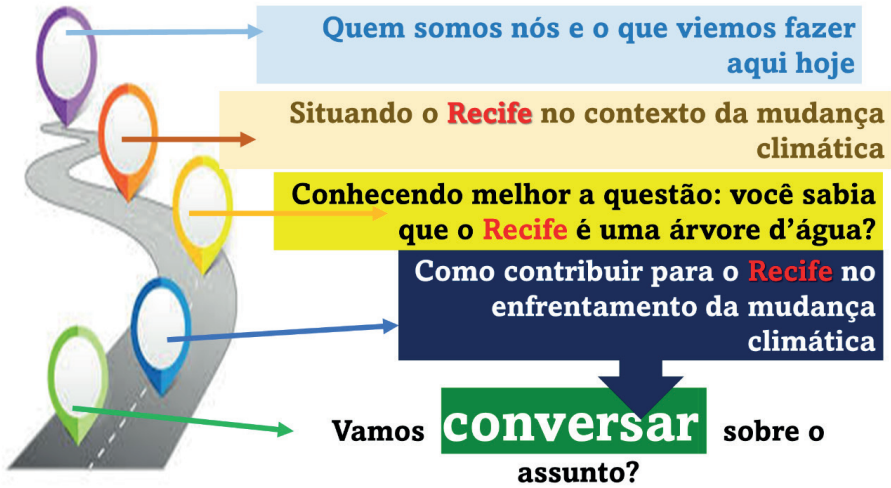 Quem somos nós e o que viemos fazer
aqui hoje
Situando o Recife no contexto da mudança
climática
Conhecendo melhor a questão: você sabia
que o Recife é uma árvore d’água?
Como contribuir para o Recife no
enfrentamento da mudança
climática
Vamos conversar sobre o
assunto?